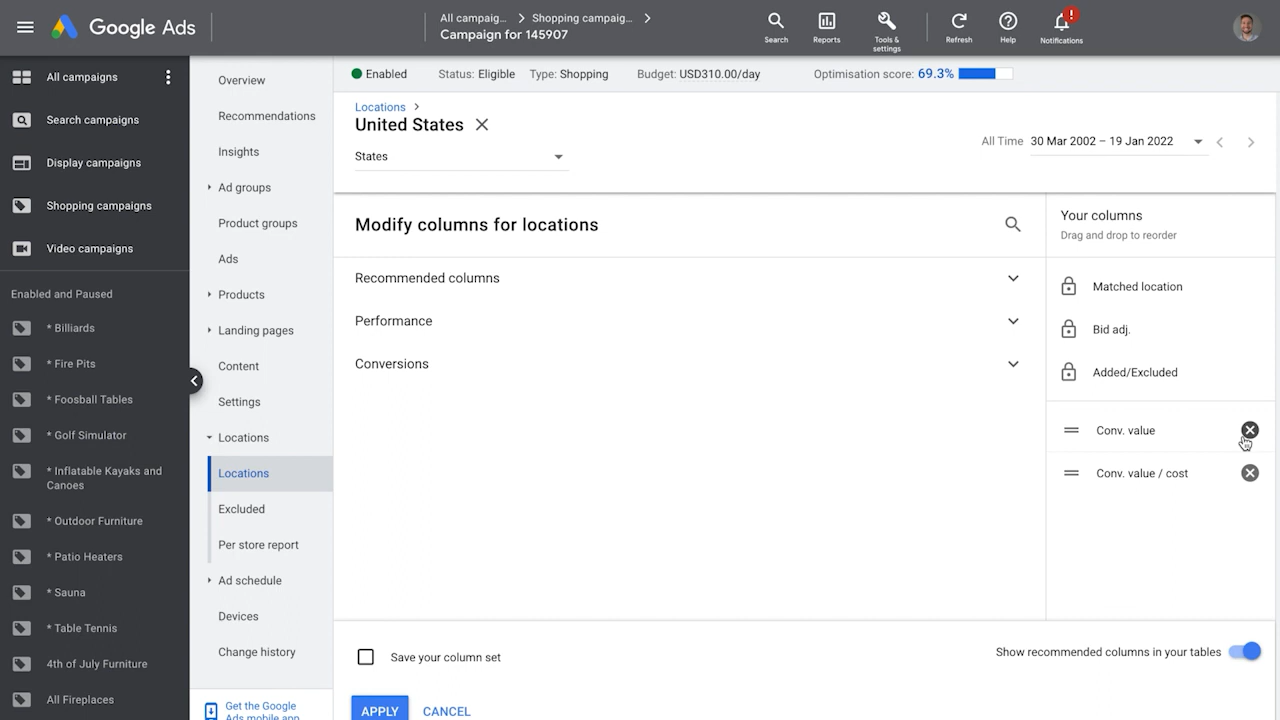 Google Ads
All campaig...
Shopping campaig...
Campaign for 145907
Search
Reports
Tools &
settings
Refresh
Help
!
Notifications
All campaigns
Search campaigns
Display campaigns
Shopping campaigns
Video campaigns
Enabled and Paused
* Billiards
* Fire Pits
* Foosball Tables
* Golf Simulator
* Inflatable Kayaks and
Canoes
* Outdoor Furniture
* Patio Heaters
* Sauna
* Table Tennis
4th of July Furniture
All Fireplaces
Overview
Recommendations
Insights
Ad groups
Product groups
Ads
Products
Landing pages
Content
Settings
Locations
Locations
Excluded
Per store report
Ad schedule
Devices
Change history
Get the Google
Ads mobile app
Enabled
Status: Eligible
Type: Shopping
Budget: USD310.00/day
Optimisation score: 69.3%
Locations
United States
States
All Time
30 Mar 2002 – 19 Jan 2022
Modify columns for locations
Recommended columns
Performance
Conversions
Your columns
Drag and drop to reorder
Matched location
Bid adj.
Added/Excluded
Conv. value
Conv. value / cost
Save your column set
Show recommended columns in your tables
APPLY
CANCEL